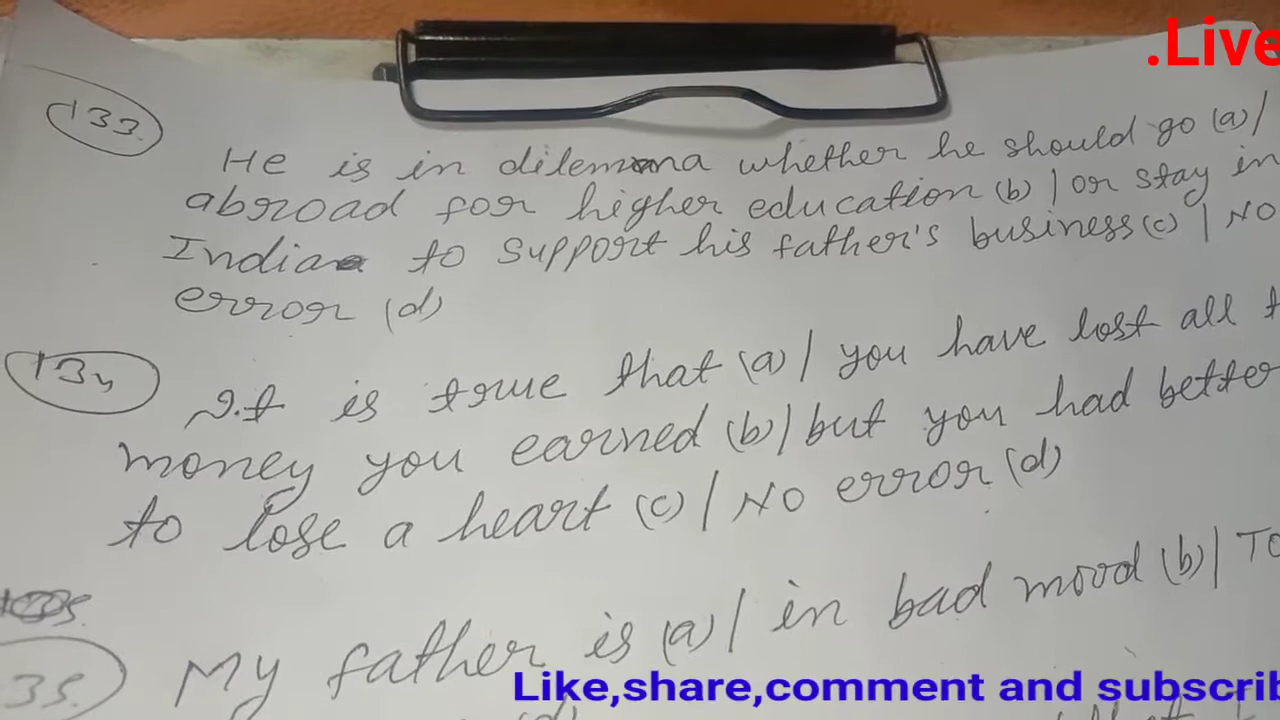 .Live
133.
He is in dilemma whether he should go (a)/
abroad for higher education (b) / or stay in
India to support his father's business (c) / No
error (d)
134
It is true that (a) / you have lost all
money you earned (b) / but you had better
to lose a heart (c) / No error (d)
35.
My father is (a) / in bad mood (b) / To
Like,share,comment and subscrib
(d)